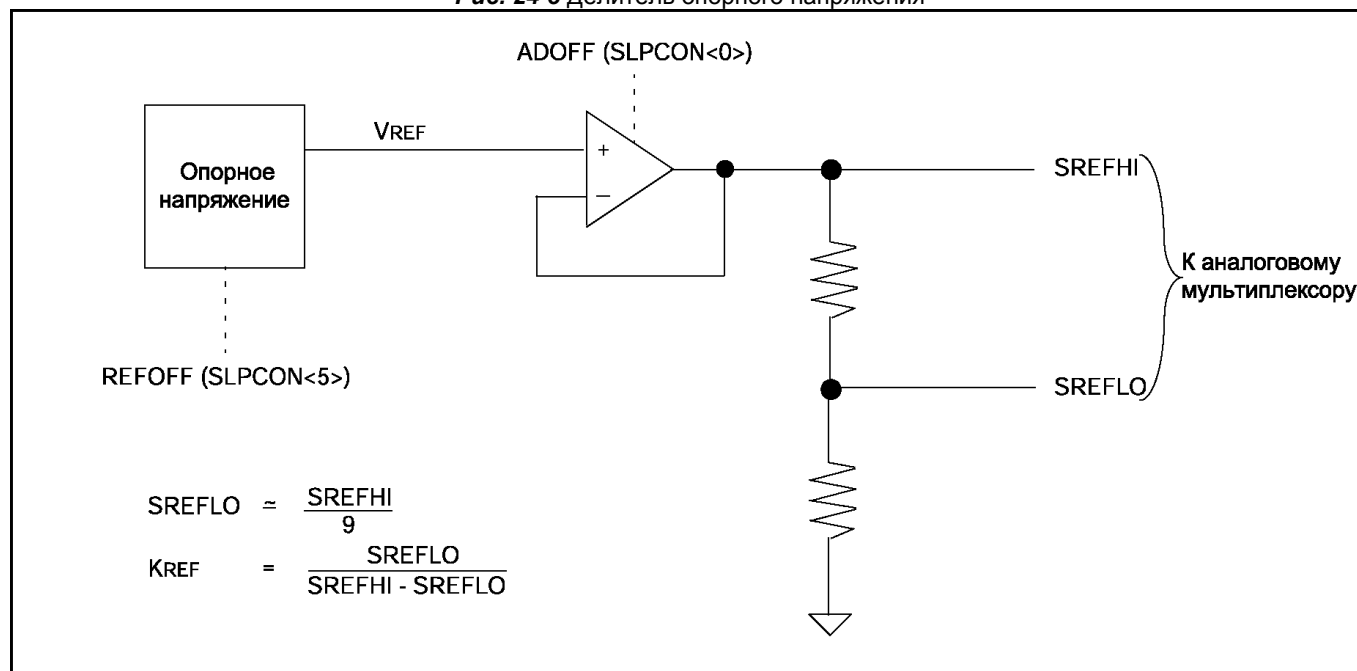 ADOFF (SLPCON<0>)
VREF
Опорное
напряжение
+
−
SREFHI
К аналоговому
мультиплексору
SREFLO
REFOFF (SLPCON<5>)
SREFLO ≃ SREFHI
9
KREF = SREFLO
SREFHI - SREFLO